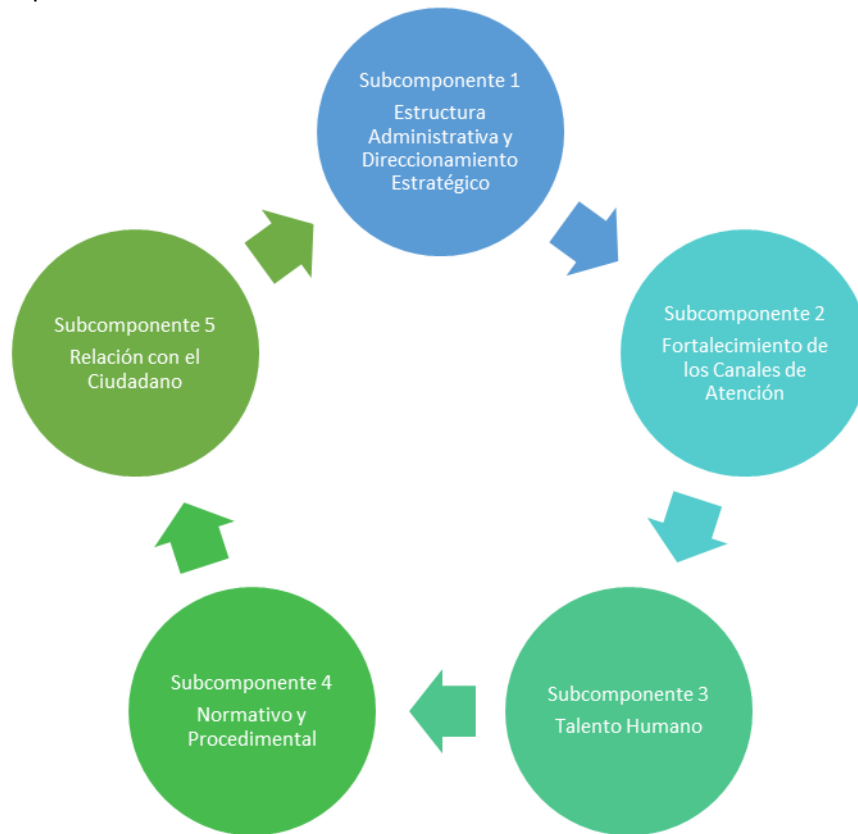 Subcomponente 1
Estructura
Administrativa y
Direccionamiento
Estratégico
Subcomponente 2
Fortalecimiento de
los Canales de
Atención
Subcomponente 3
Talento Humano
Subcomponente 4
Normativo y
Procedimental
Subcomponente 5
Relación con el
Ciudadano